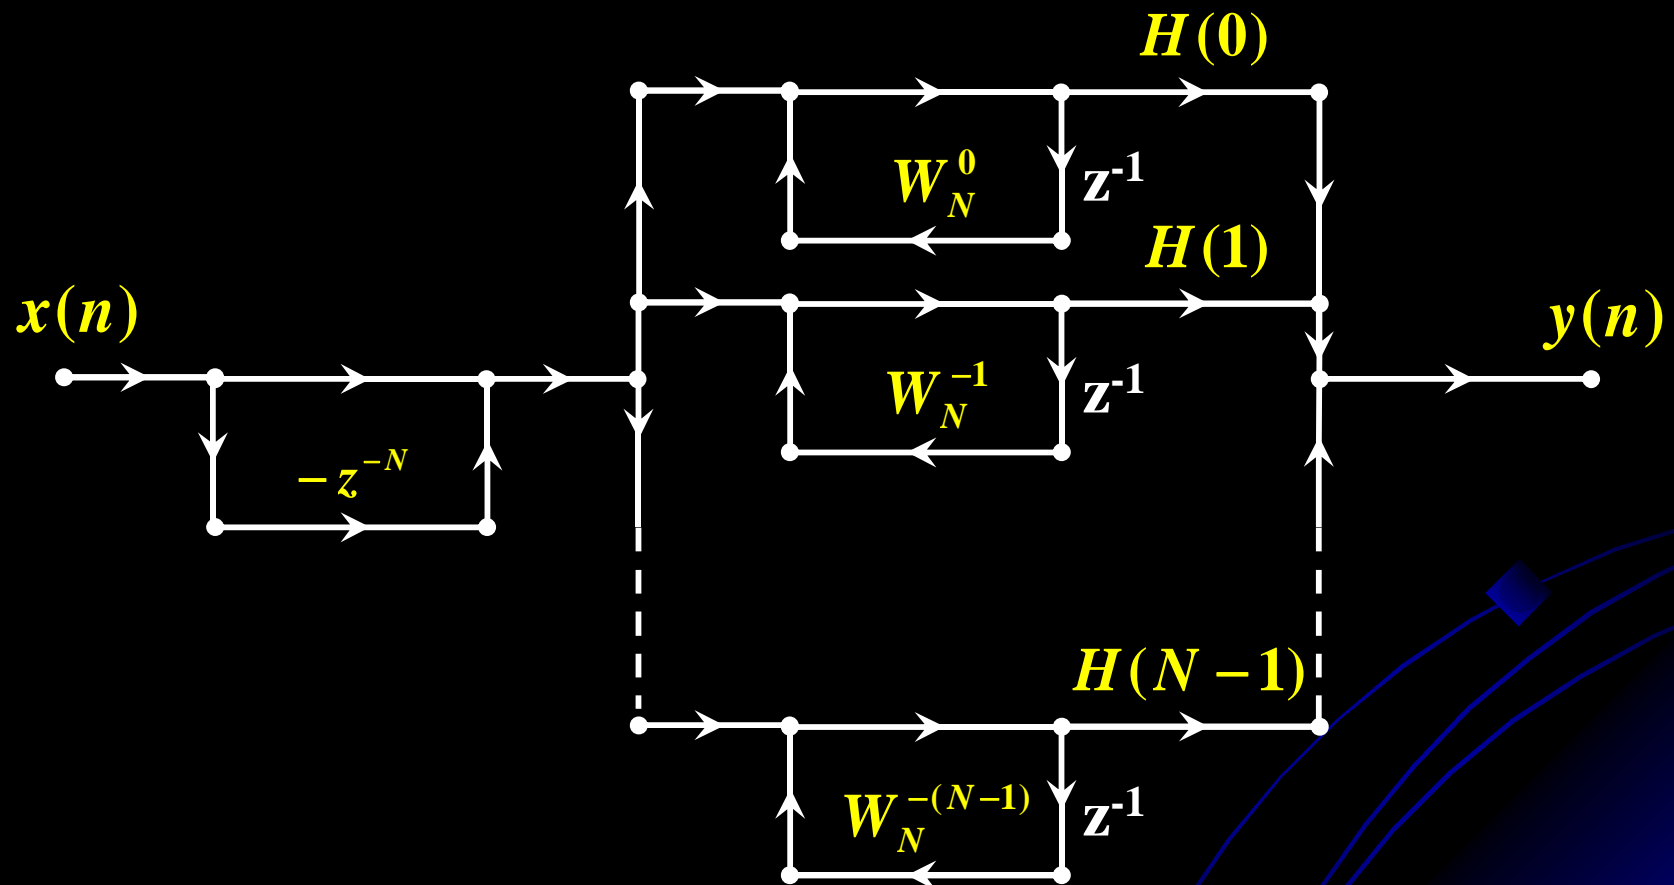 H(0)
W_N^0 z^{-1}
H(1)
x(n) y(n)
W_N^{-1} z^{-1}
-z^{-N}
H(N-1)
W_N^{-(N-1)} z^{-1}